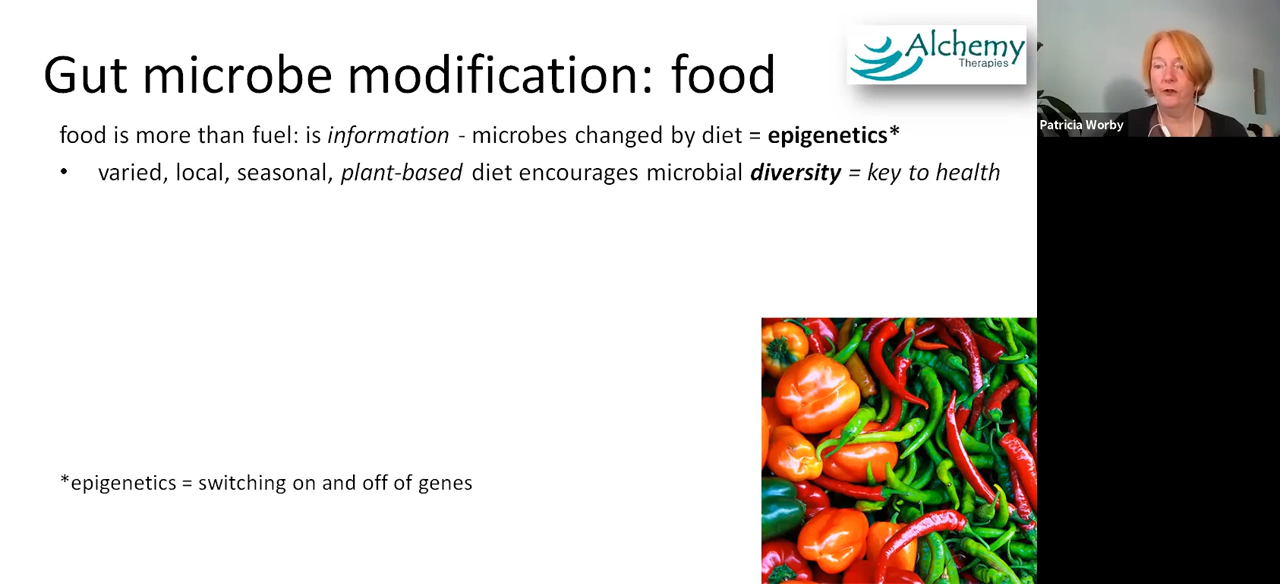 Gut microbe modification: food
Alchemy
Therapies
Patricia Worby
food is more than fuel: is information - microbes changed by diet = epigenetics*
• varied, local, seasonal, plant-based diet encourages microbial diversity = key to health
*epigenetics = switching on and off of genes